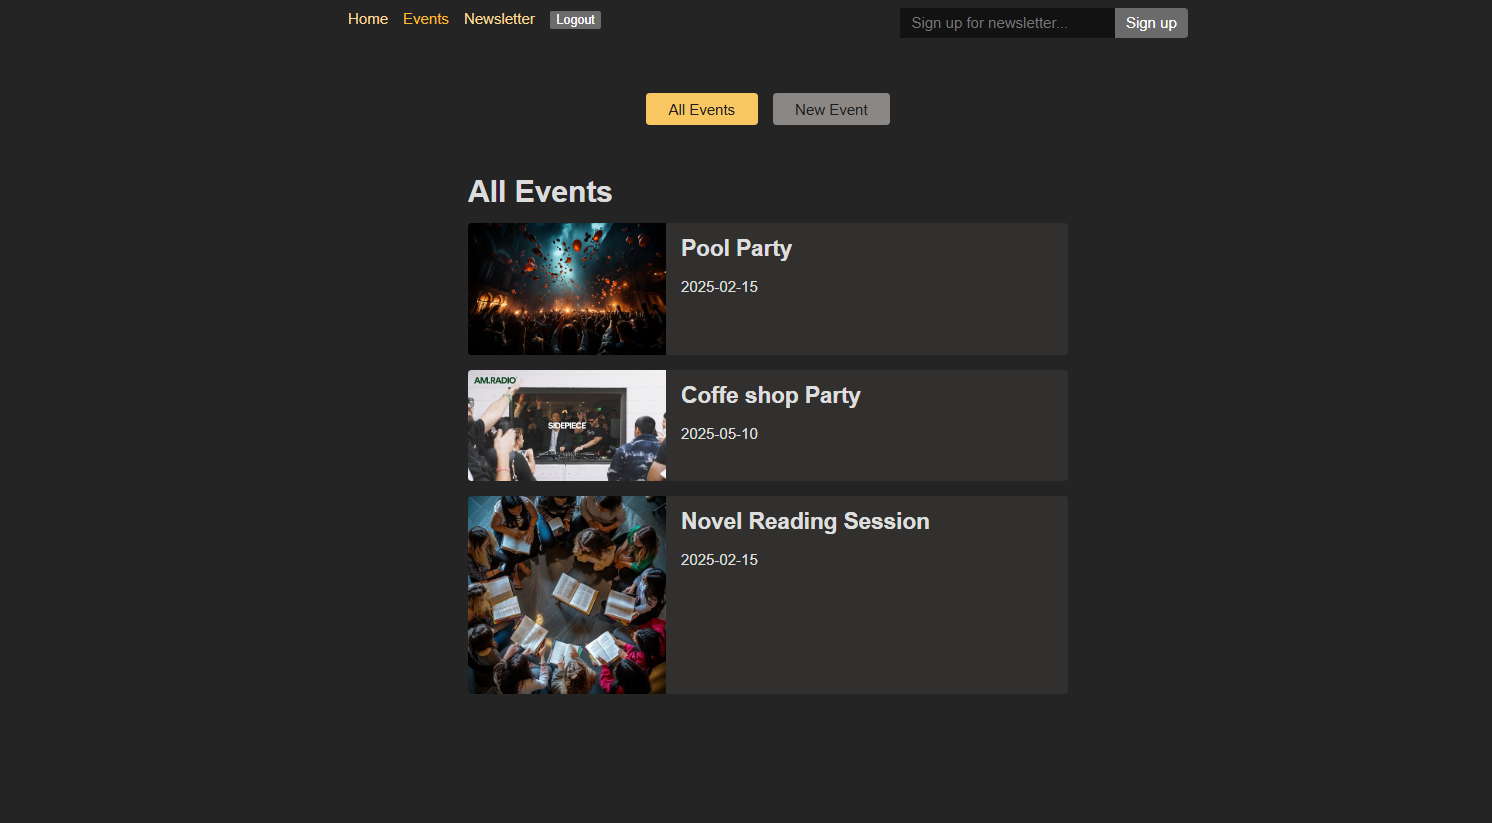 Home Events Newsletter Logout Sign up for newsletter... Sign up
All Events New Event
All Events
Pool Party
2025-02-15
AM.RADIO
SIDEPIECE
Coffe shop Party
2025-05-10
Novel Reading Session
2025-02-15